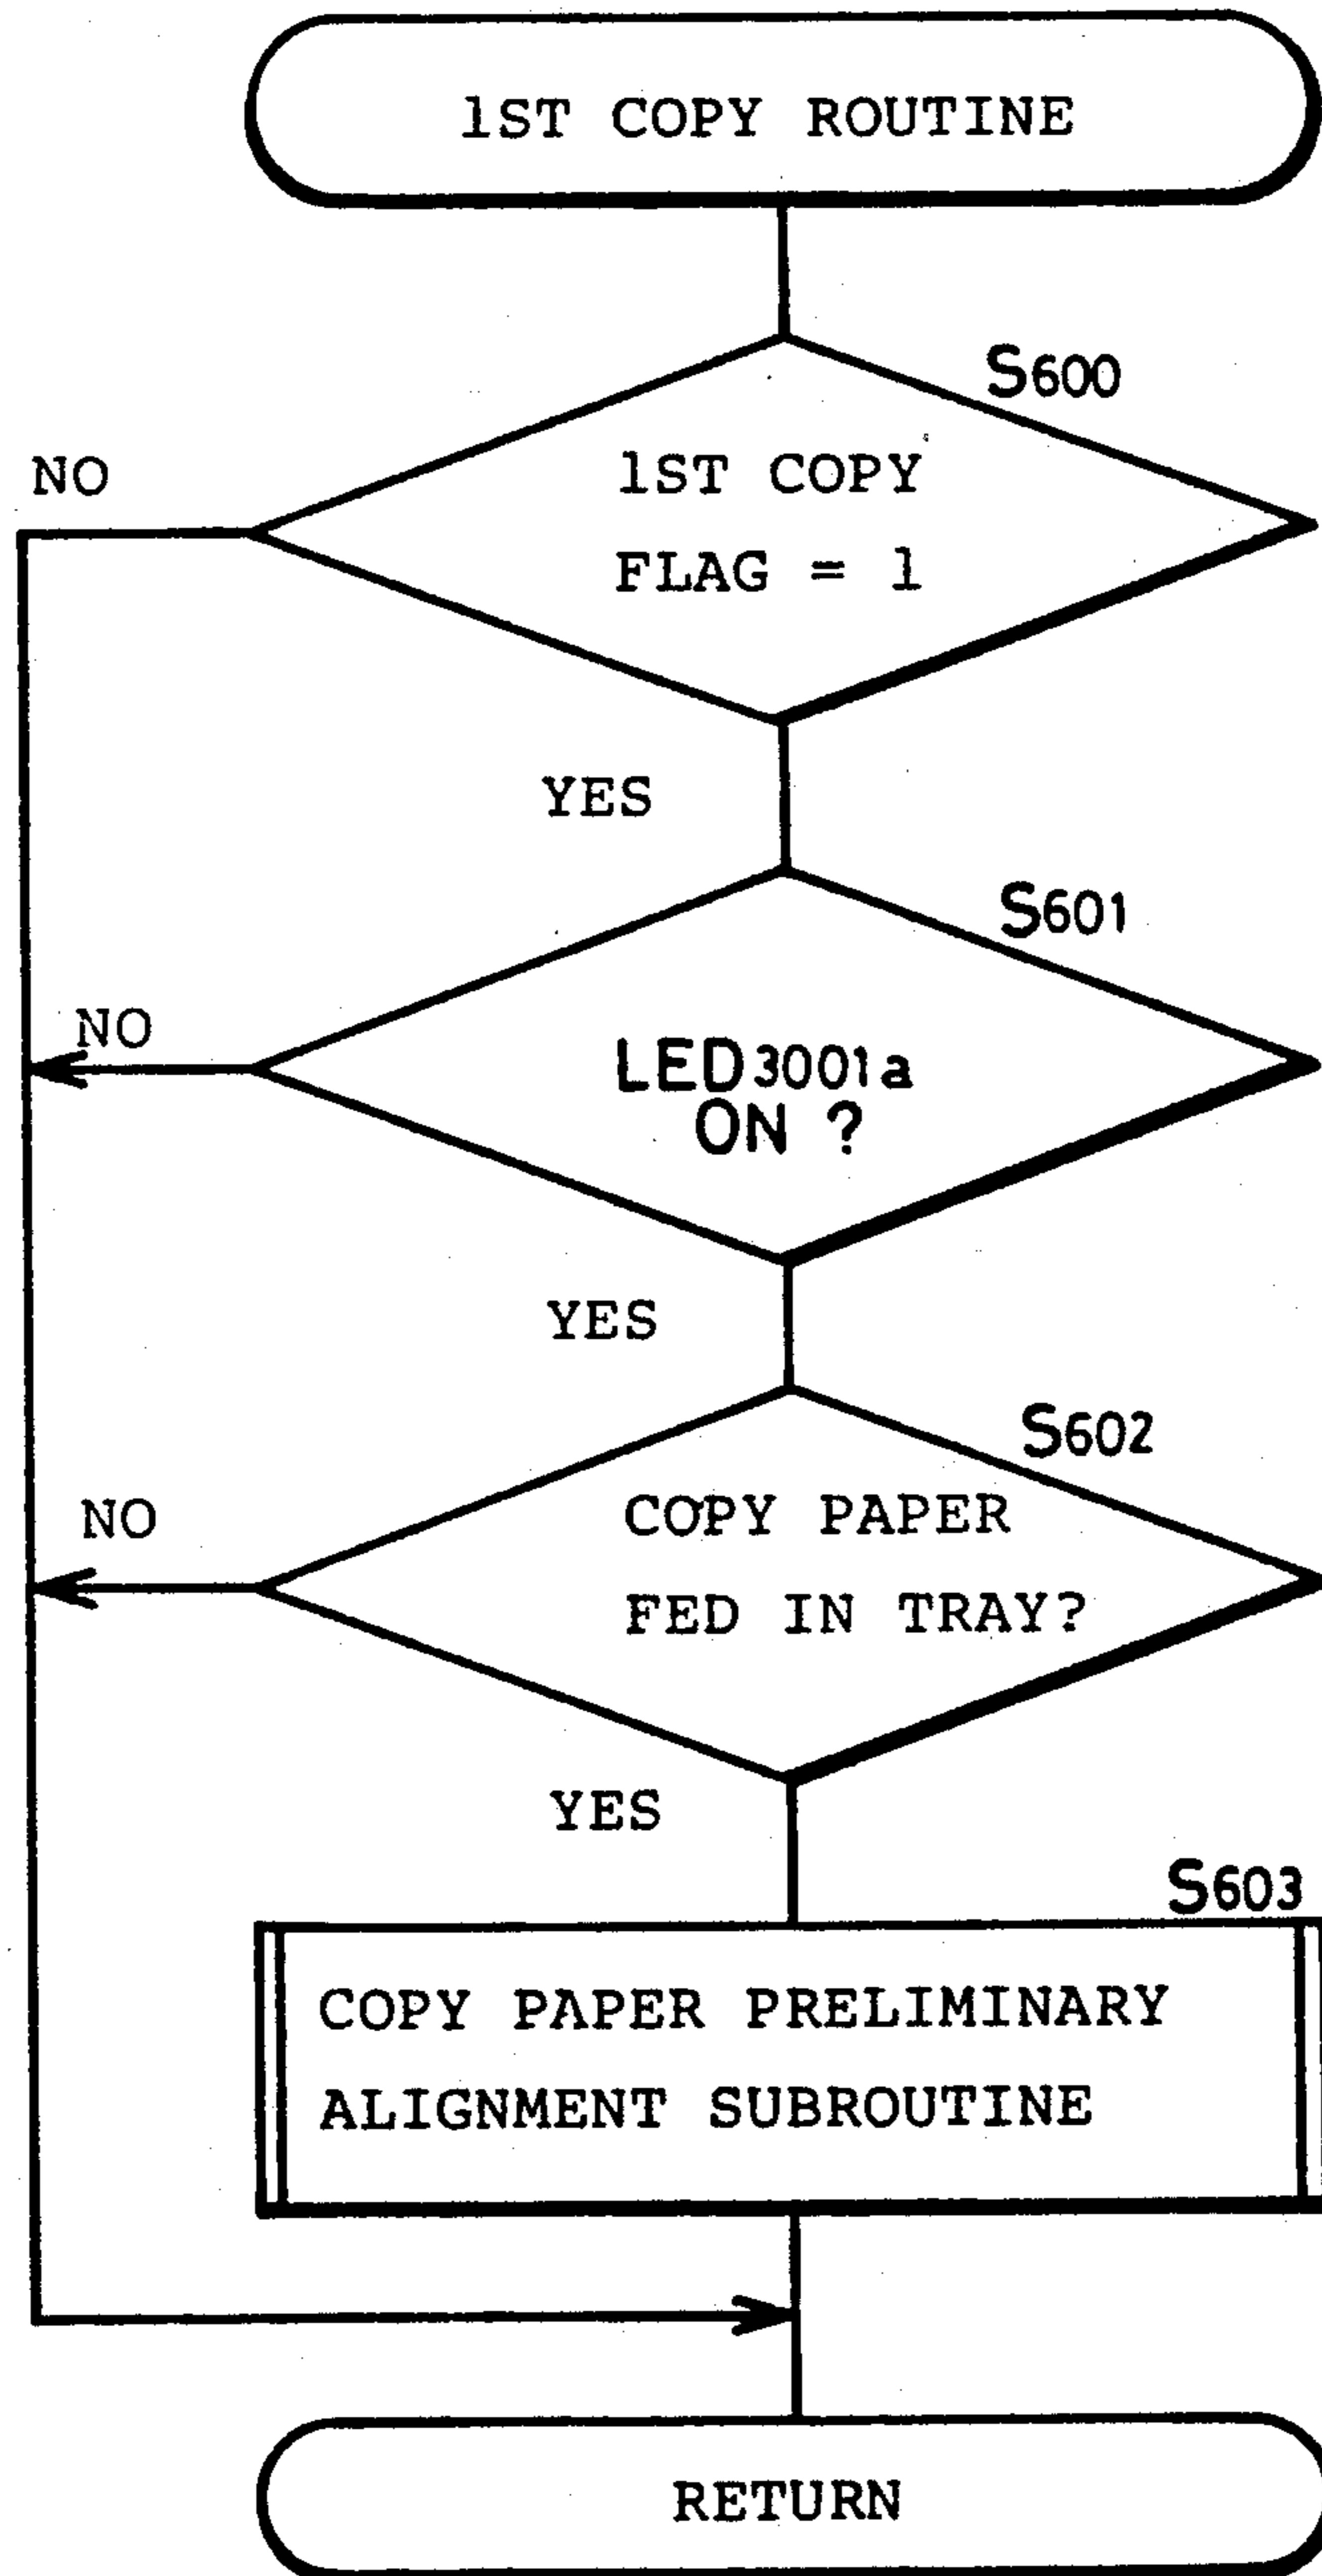 1ST COPY ROUTINE
S600
1ST COPY
NO
FLAG = 1
YES
S601
NO
LED3001a
ON ?
YES
S602
COPY PAPER
NO
FED IN TRAY?
YES
S603
COPY PAPER PRELIMINARY
ALIGNMENT SUBROUTINE
RETURN